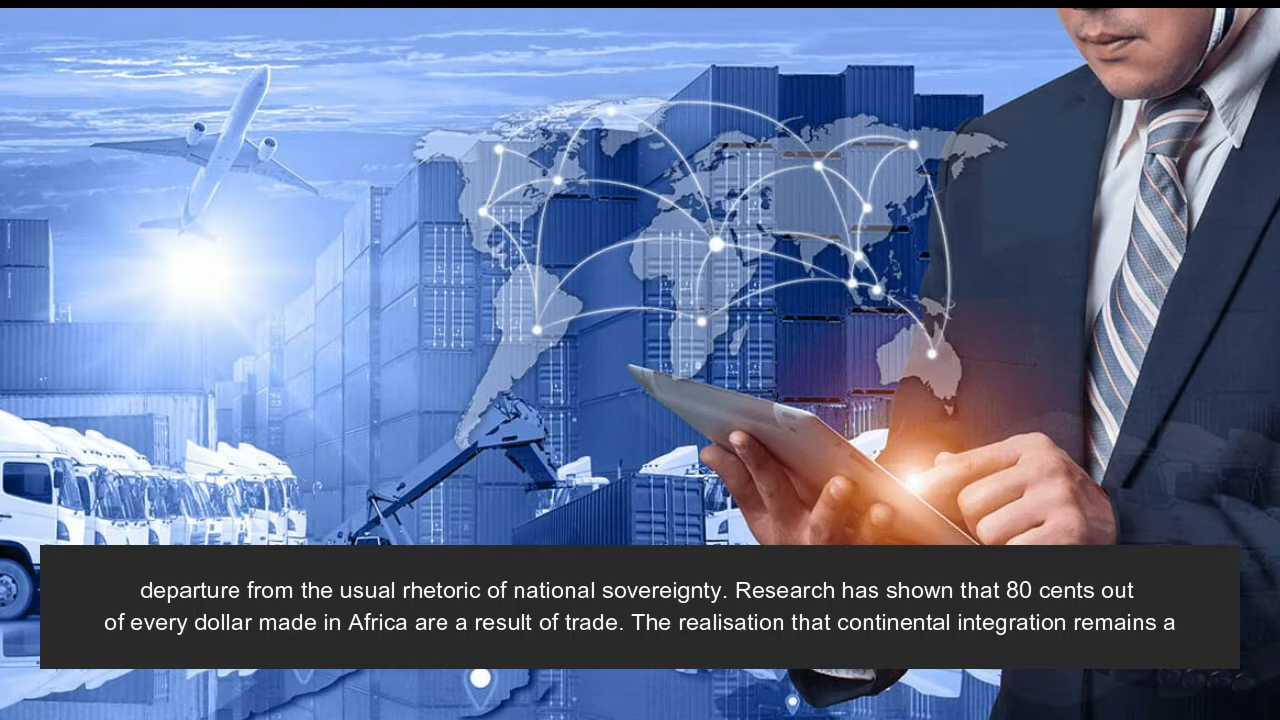 departure from the usual rhetoric of national sovereignty. Research has shown that 80 cents out
of every dollar made in Africa are a result of trade. The realisation that continental integration remains a